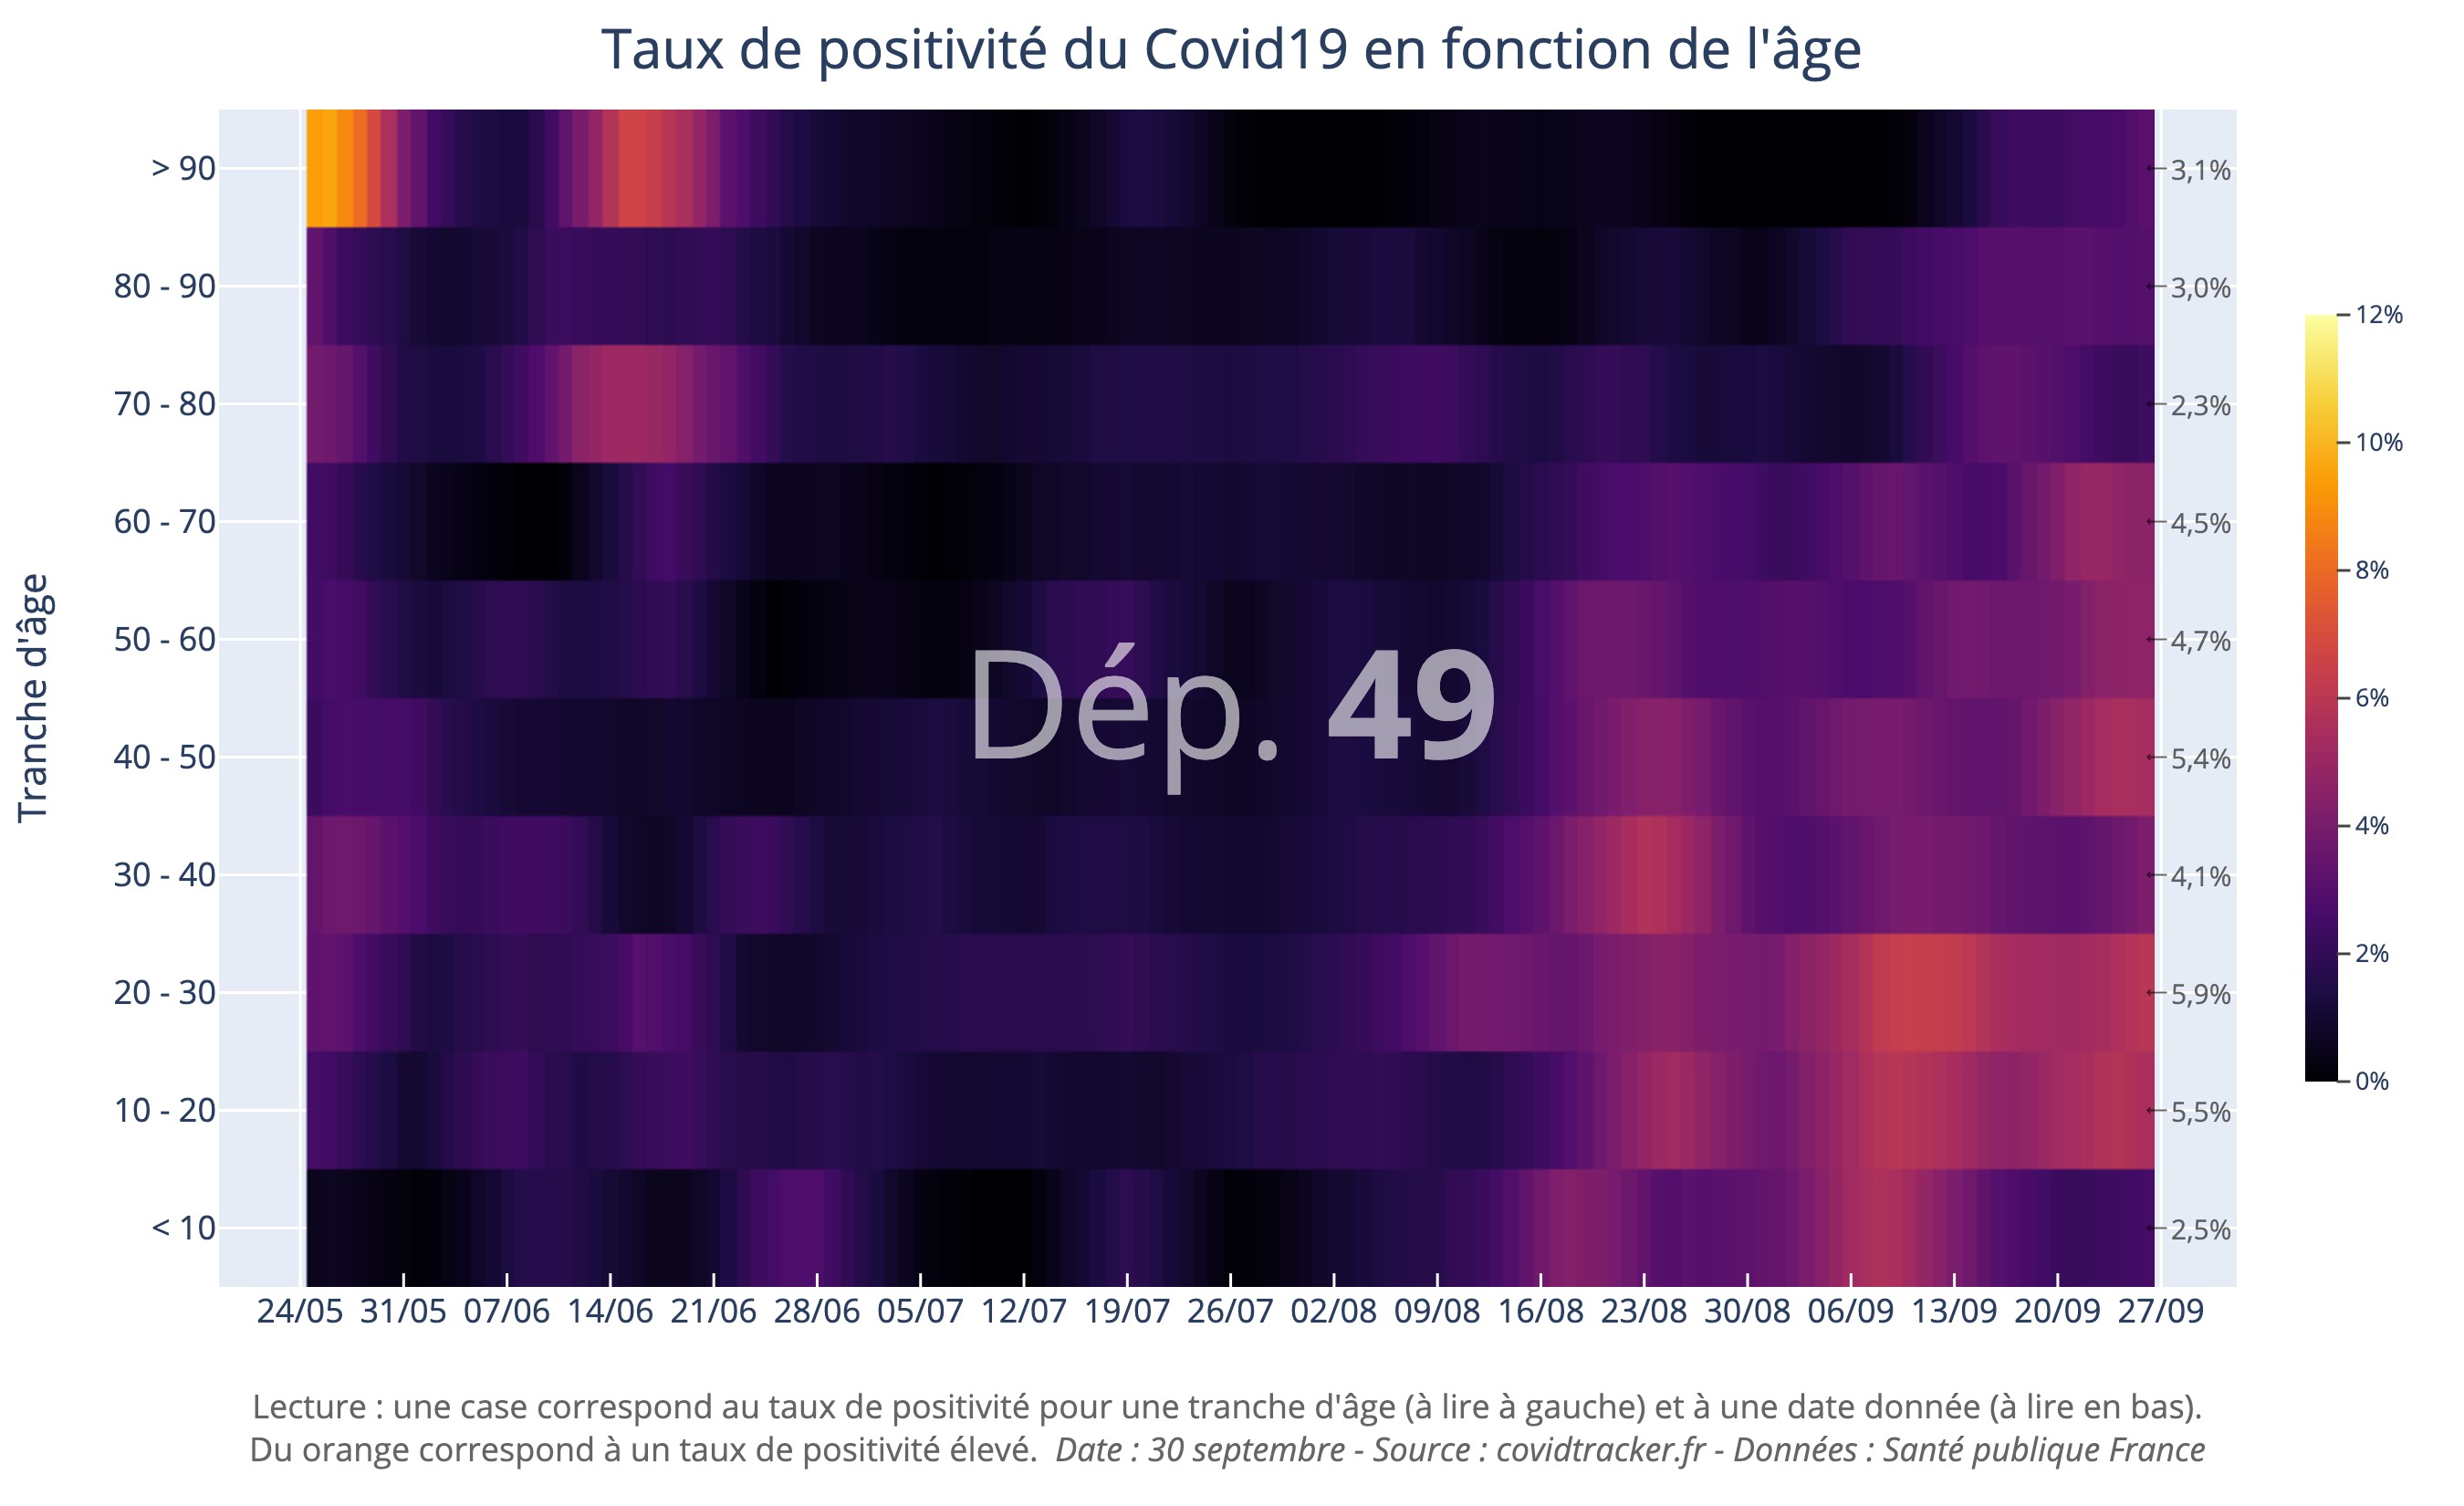 Taux de positivité du Covid19 en fonction de l'âge
Tranche d'âge
> 90
80 - 90
70 - 80
60 - 70
50 - 60
40 - 50
30 - 40
20 - 30
10 - 20
< 10
Dép. 49
3,1%
3,0%
2,3%
4,5%
4,7%
5,4%
4,1%
5,9%
5,5%
2,5%
12%
10%
8%
6%
4%
2%
0%
24/05 31/05 07/06 14/06 21/06 28/06 05/07 12/07 19/07 26/07 02/08 09/08 16/08 23/08 30/08 06/09 13/09 20/09 27/09
Lecture : une case correspond au taux de positivité pour une tranche d'âge (à lire à gauche) et à une date donnée (à lire en bas).
Du orange correspond à un taux de positivité élevé. Date : 30 septembre - Source : covidtracker.fr - Données : Santé publique France